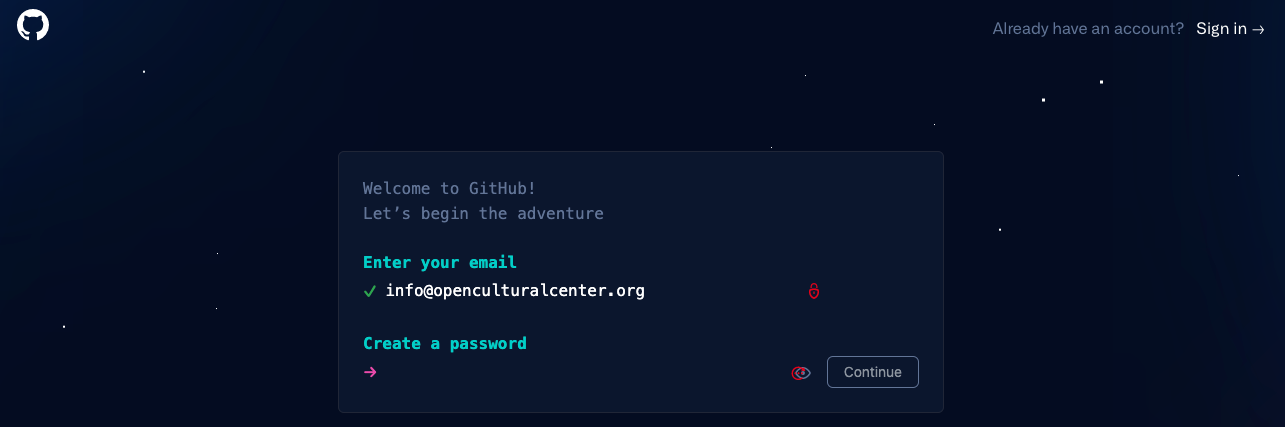 Already have an account? Sign in →
Welcome to GitHub!
Let’s begin the adventure
Enter your email
✓ info@openculturalcenter.org
Create a password
→
Continue